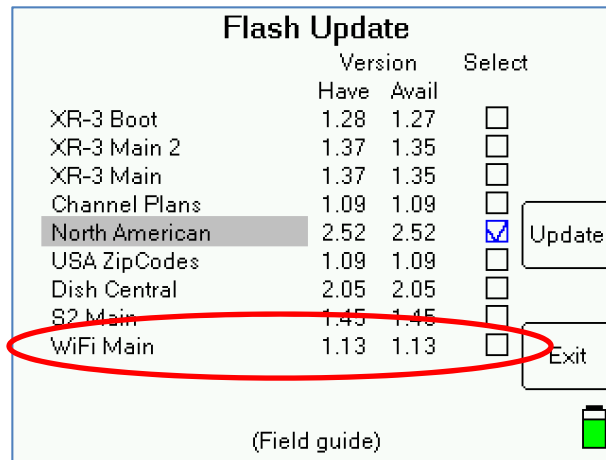 Flash Update
Version Select
Have Avail
XR-3 Boot 1.28 1.27
XR-3 Main 2 1.37 1.35
XR-3 Main 1.37 1.35
Channel Plans 1.09 1.09
North American 2.52 2.52
Update
USA ZipCodes 1.09 1.09
Dish Central 2.05 2.05
S2 Main 1.45 1.45
WiFi Main 1.13 1.13
Exit
(Field guide)